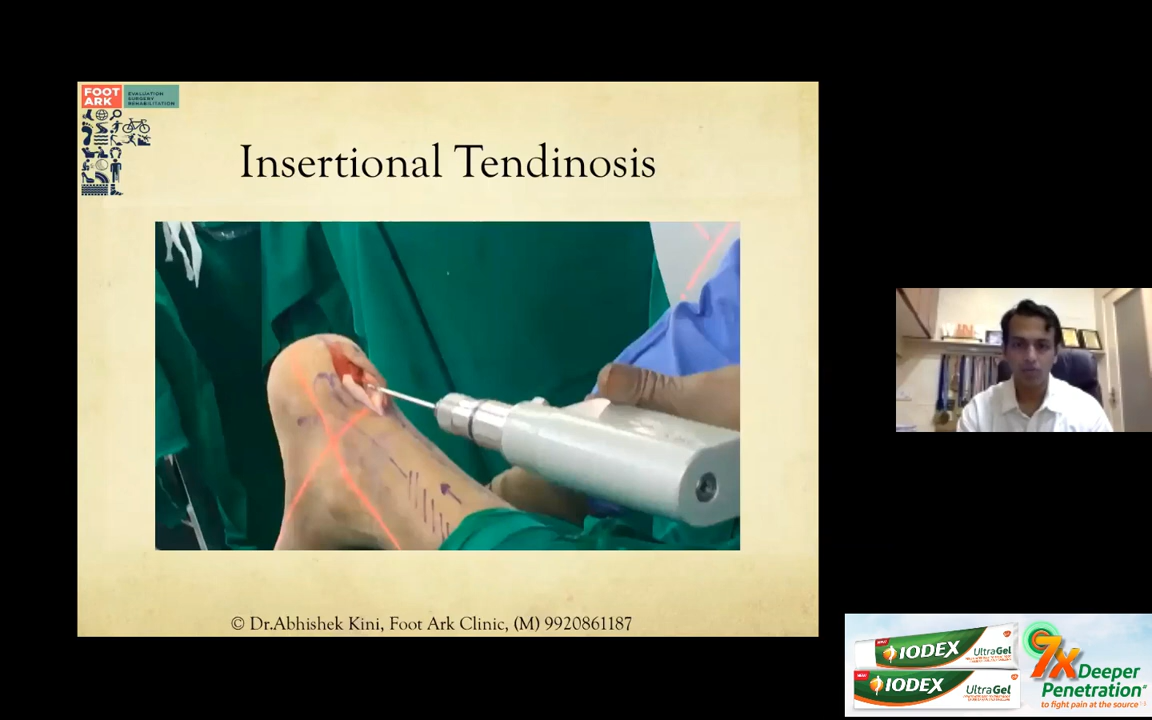 FOOT
ARK
EVALUATION
SURGERY
REHABILITATION
Insertional Tendinosis
© Dr.Abhishek Kini, Foot Ark Clinic, (M) 9920861187
IODEX
UltraGel
IODEX
UltraGel
7X
Deeper
Penetration#
to fight pain at the source